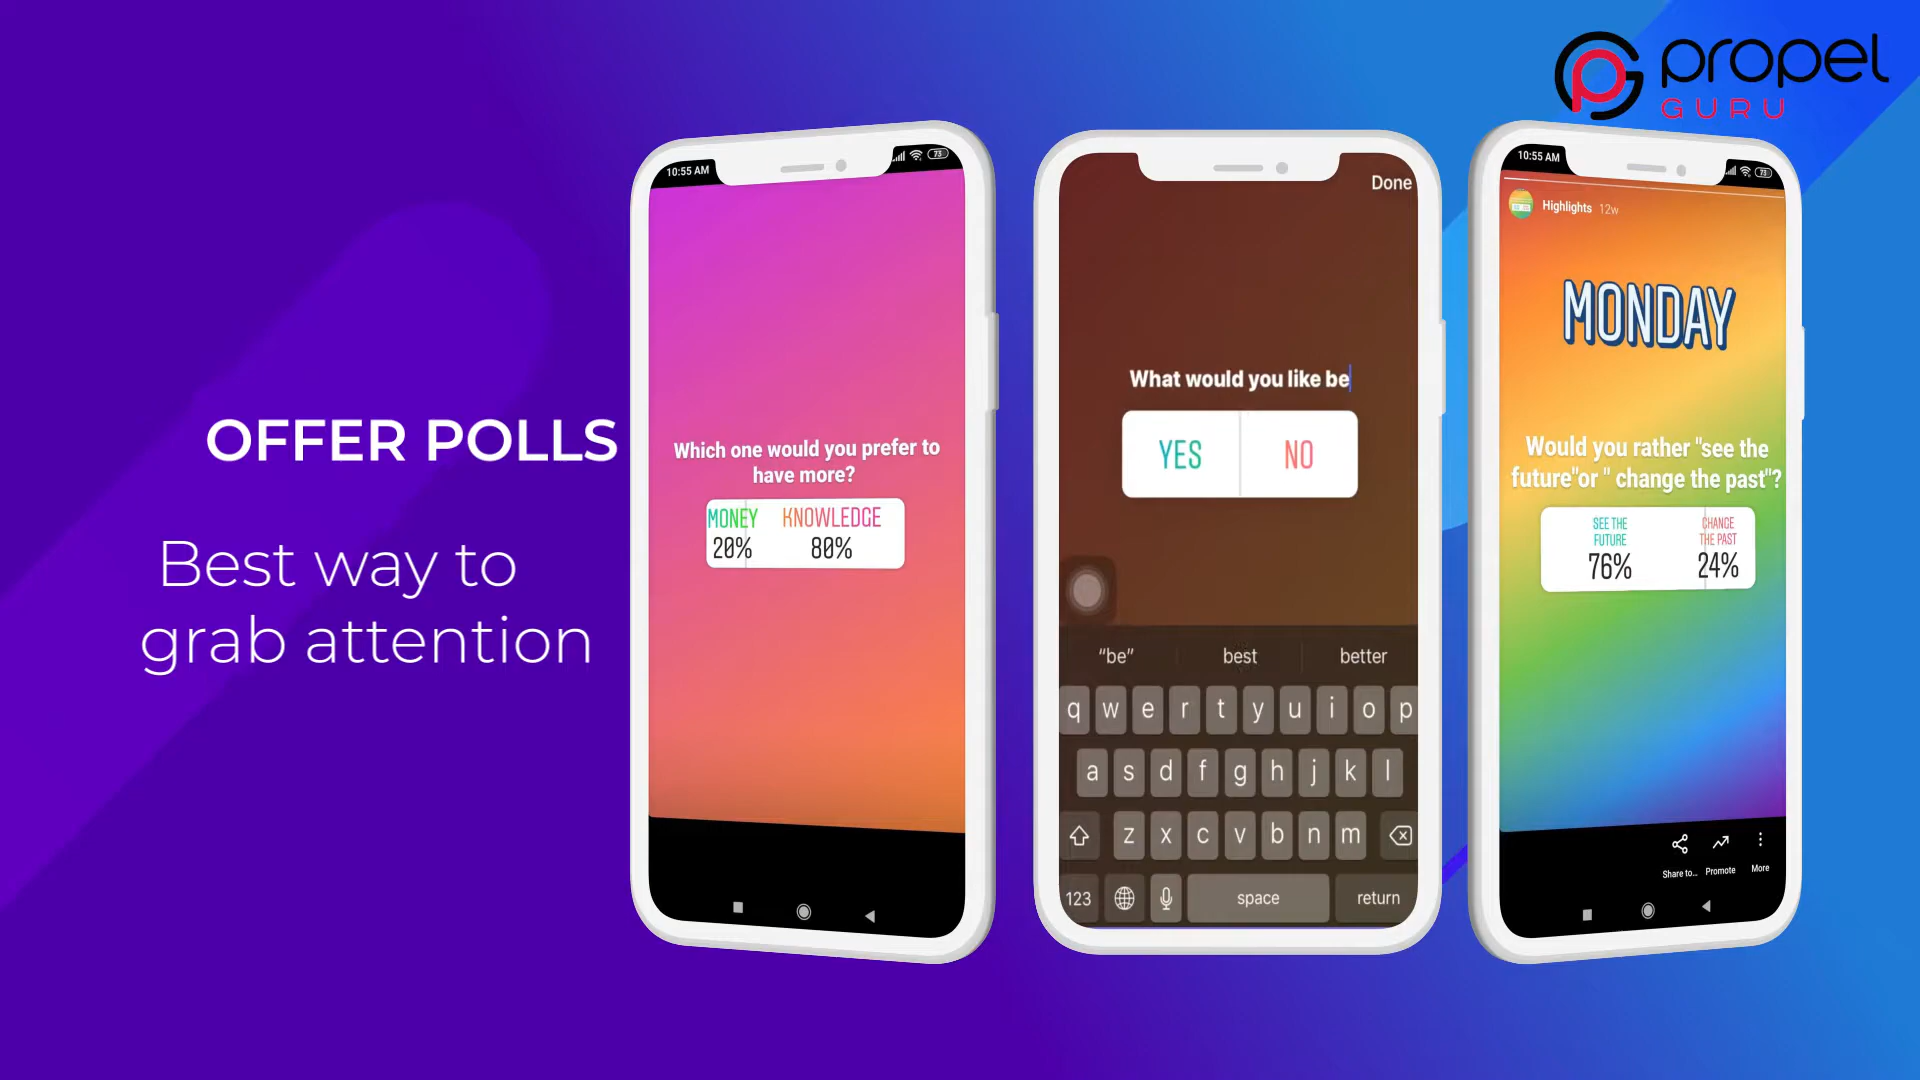 propel
GURU
OFFER POLLS
Best way to
grab attention
10:55 AM
73
Which one would you prefer to
have more?
MONEY KNOWLEDGE
20% 80%
Done
What would you like be
YES NO
“be” best better
q w e r t y u i o p
a s d f g h j k l
z x c v b n m
123 space return
10:55 AM
73
Highlights 12w
MONDAY
Would you rather "see the
future"or " change the past"?
SEE THE CHANGE
FUTURE THE PAST
76% 24%
Share to... Promote More